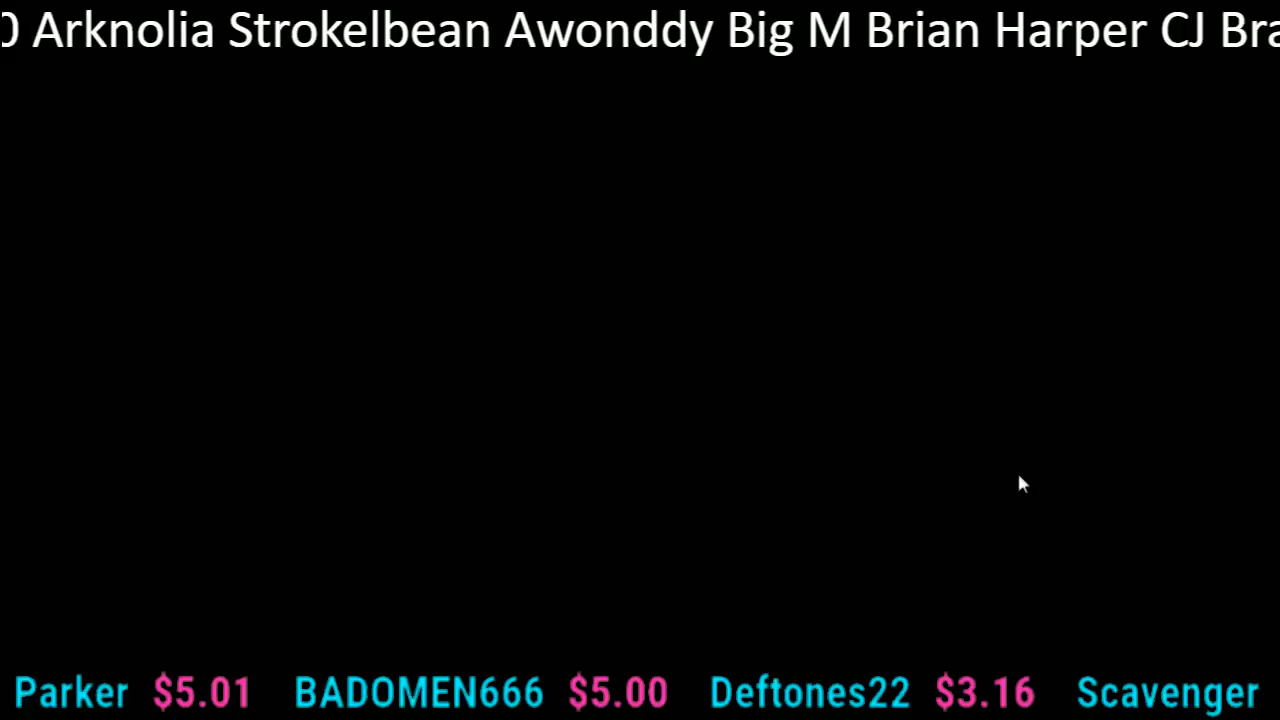 Arknolia Strokelbean Awonddy Big M Brian Harper CJ
Parker $5.01 BADOMEN666 $5.00 Deftones22 $3.16 Scavenger